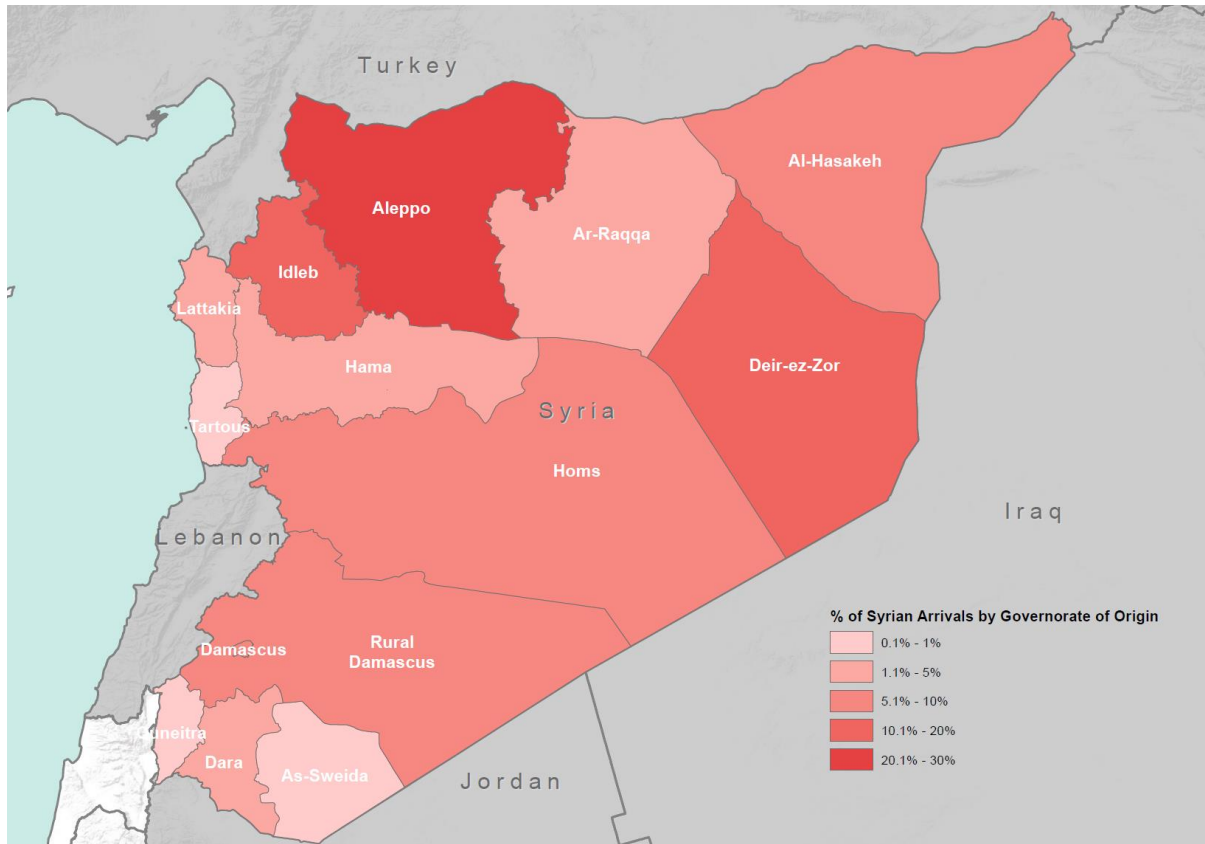 Turkey
Al-Hasakeh
Aleppo
Ar-Raqqa
Idleb
Lattakia
Hama
Deir-ez-Zor
Syria
Tartous
Homs
Iraq
Lebanon
% of Syrian Arrivals by Governorate of Origin
0.1% - 1%
1.1% - 5%
5.1% - 10%
10.1% - 20%
20.1% - 30%
Damascus
Rural
Damascus
uneitra
Dara
As-Sweida
Jordan